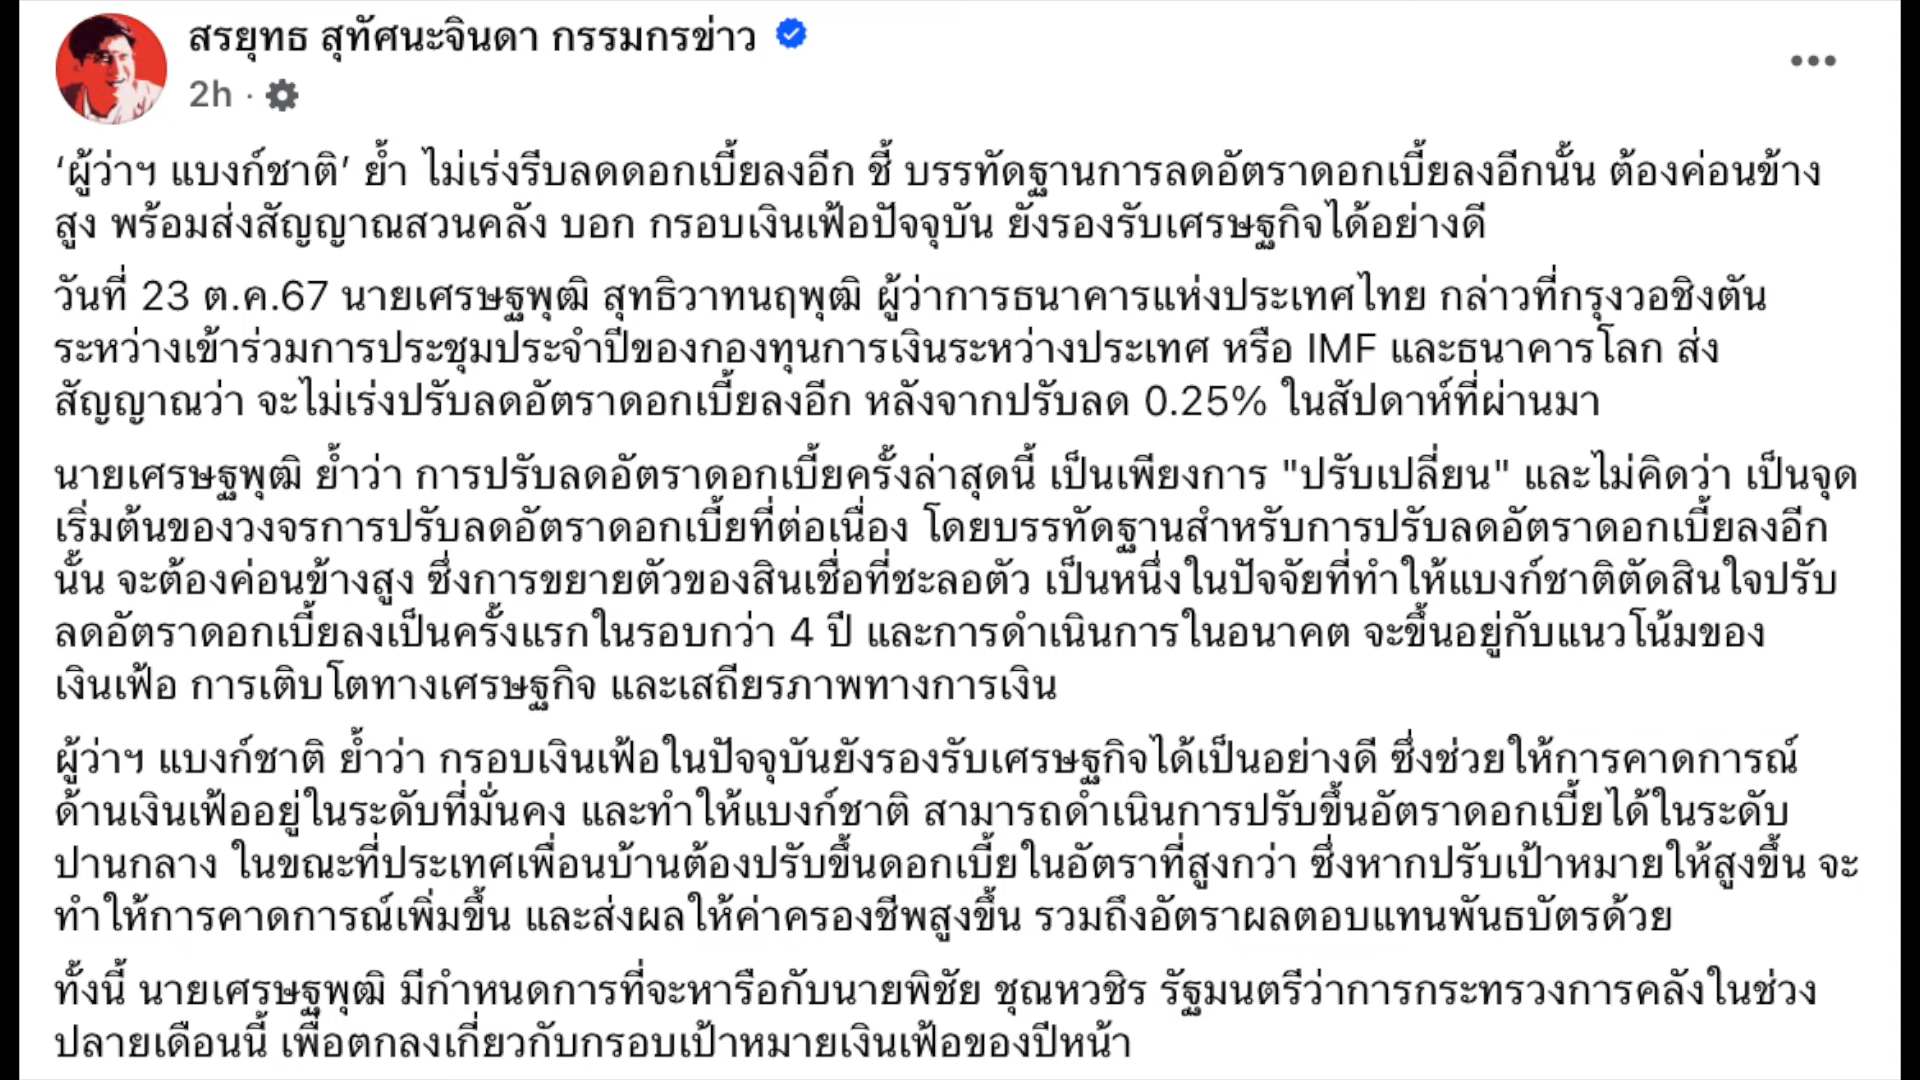 สรยุทธ สุทัศนะจินดา กรรมกรข่าว
2h ·
‘ผู้ว่าฯ แบงก์ชาติ’ ย้ำ ไม่เร่งรีบลดดอกเบี้ยลงอีก ชี้ บรรทัดฐานการลดอัตราดอกเบี้ยลงอีกนั้น ต้องค่อนข้าง
สูง พร้อมส่งสัญญาณสวนคลัง บอก กรอบเงินเฟ้อปัจจุบัน ยังรองรับเศรษฐกิจได้อย่างดี
วันที่ 23 ต.ค.67 นายเศรษฐพุฒิ สุทธิวาทนฤพุฒิ ผู้ว่าการธนาคารแห่งประเทศไทย กล่าวที่กรุงวอชิงตัน
ระหว่างเข้าร่วมการประชุมประจำปีของกองทุนการเงินระหว่างประเทศ หรือ IMF และธนาคารโลก ส่ง
สัญญาณว่า จะไม่เร่งปรับลดอัตราดอกเบี้ยลงอีก หลังจากปรับลด 0.25% ในสัปดาห์ที่ผ่านมา
นายเศรษฐพุฒิ ย้ำว่า การปรับลดอัตราดอกเบี้ยครั้งล่าสุดนี้ เป็นเพียงการ "ปรับเปลี่ยน" และไม่คิดว่า เป็นจุด
เริ่มต้นของวงจรการปรับลดอัตราดอกเบี้ยที่ต่อเนื่อง โดยบรรทัดฐานสำหรับการปรับลดอัตราดอกเบี้ยลงอีก
นั้น จะต้องค่อนข้างสูง ซึ่งการขยายตัวของสินเชื่อที่ชะลอตัว เป็นหนึ่งในปัจจัยที่ทำให้แบงก์ชาติตัดสินใจปรับ
ลดอัตราดอกเบี้ยลงเป็นครั้งแรกในรอบกว่า 4 ปี และการดำเนินการในอนาคต จะขึ้นอยู่กับแนวโน้มของ
เงินเฟ้อ การเติบโตทางเศรษฐกิจ และเสถียรภาพทางการเงิน
ผู้ว่าฯ แบงก์ชาติ ย้ำว่า กรอบเงินเฟ้อในปัจจุบันยังรองรับเศรษฐกิจได้เป็นอย่างดี ซึ่งช่วยให้การคาดการณ์
ด้านเงินเฟ้ออยู่ในระดับที่มั่นคง และทำให้แบงก์ชาติ สามารถดำเนินการปรับขึ้นอัตราดอกเบี้ยได้ในระดับ
ปานกลาง ในขณะที่ประเทศเพื่อนบ้านต้องปรับขึ้นดอกเบี้ยในอัตราที่สูงกว่า ซึ่งหากปรับเป้าหมายให้สูงขึ้น จะ
ทำให้การคาดการณ์เพิ่มขึ้น และส่งผลให้ค่าครองชีพสูงขึ้น รวมถึงอัตราผลตอบแทนพันธบัตรด้วย
ทั้งนี้ นายเศรษฐพุฒิ มีกำหนดการที่จะหารือกับนายพิชัย ชุณหวชิร รัฐมนตรีว่าการกระทรวงการคลังในช่วง
ปลายเดือนนี้ เพื่อตกลงเกี่ยวกับกรอบเป้าหมายเงินเฟ้อของปีหน้า